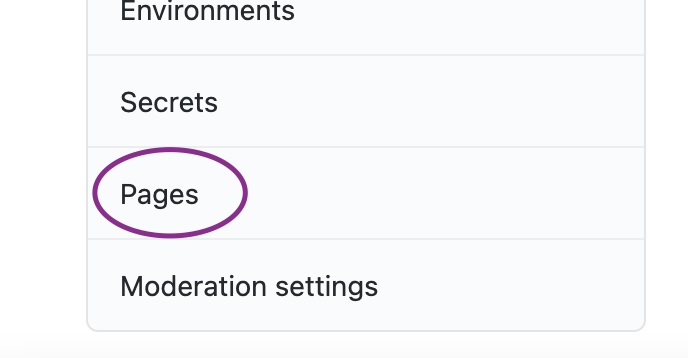 Environments
Secrets
Pages
Moderation settings